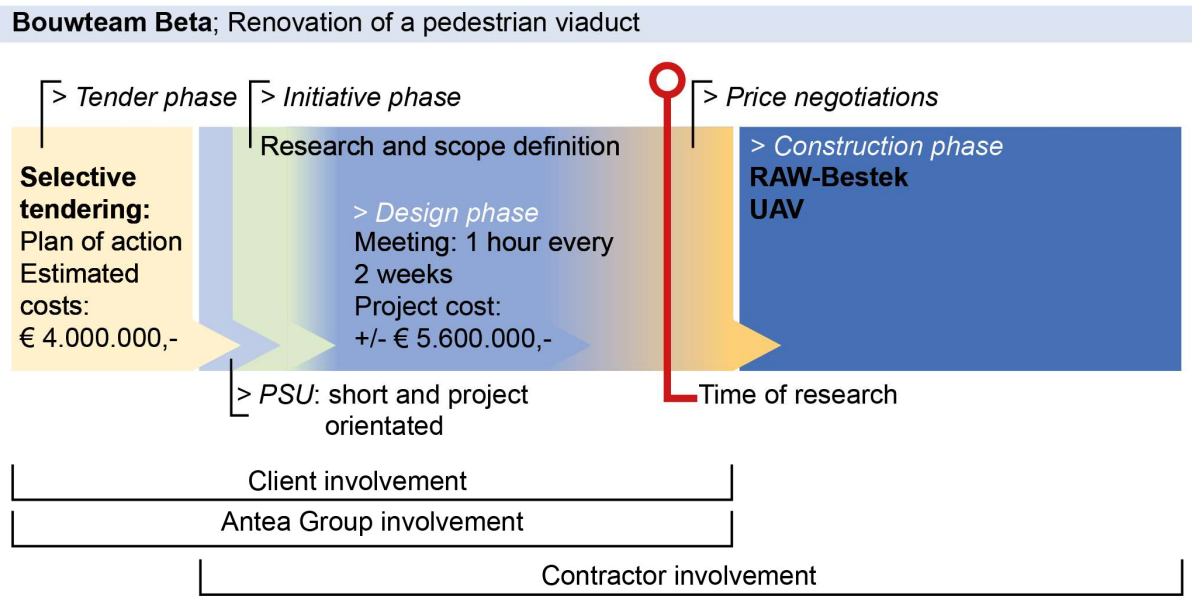 Bouwteam Beta; Renovation of a pedestrian viaduct
> Tender phase
> Initiative phase
> Price negotiations
Research and scope definition
> Construction phase
Selective
tendering:
Plan of action
Estimated
costs:
€ 4.000.000,-
> Design phase
Meeting: 1 hour every
2 weeks
Project cost:
+/- € 5.600.000,-
RAW-Bestek
UAV
> PSU: short and project
orientated
Time of research
Client involvement
Antea Group involvement
Contractor involvement